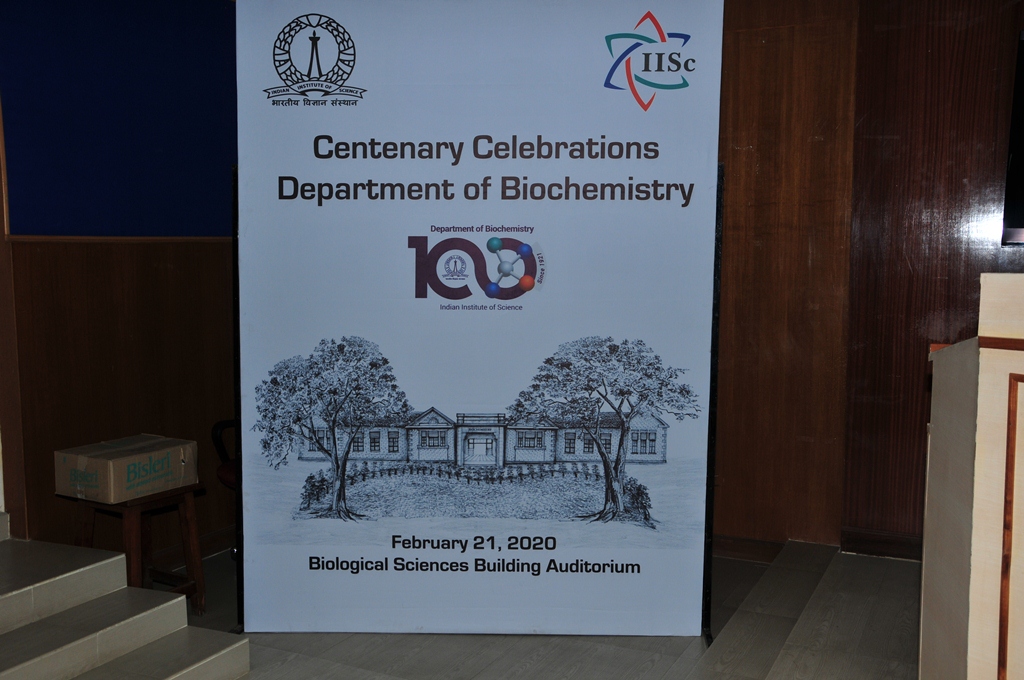 INDIAN INSTITUTE OF SCIENCE
भारतीय विज्ञान संस्थान
IISc
Centenary Celebrations
Department of Biochemistry
Department of Biochemistry
100
Since 1921
Indian Institute of Science
February 21, 2020
Biological Sciences Building Auditorium
Bisleri
Bisleri